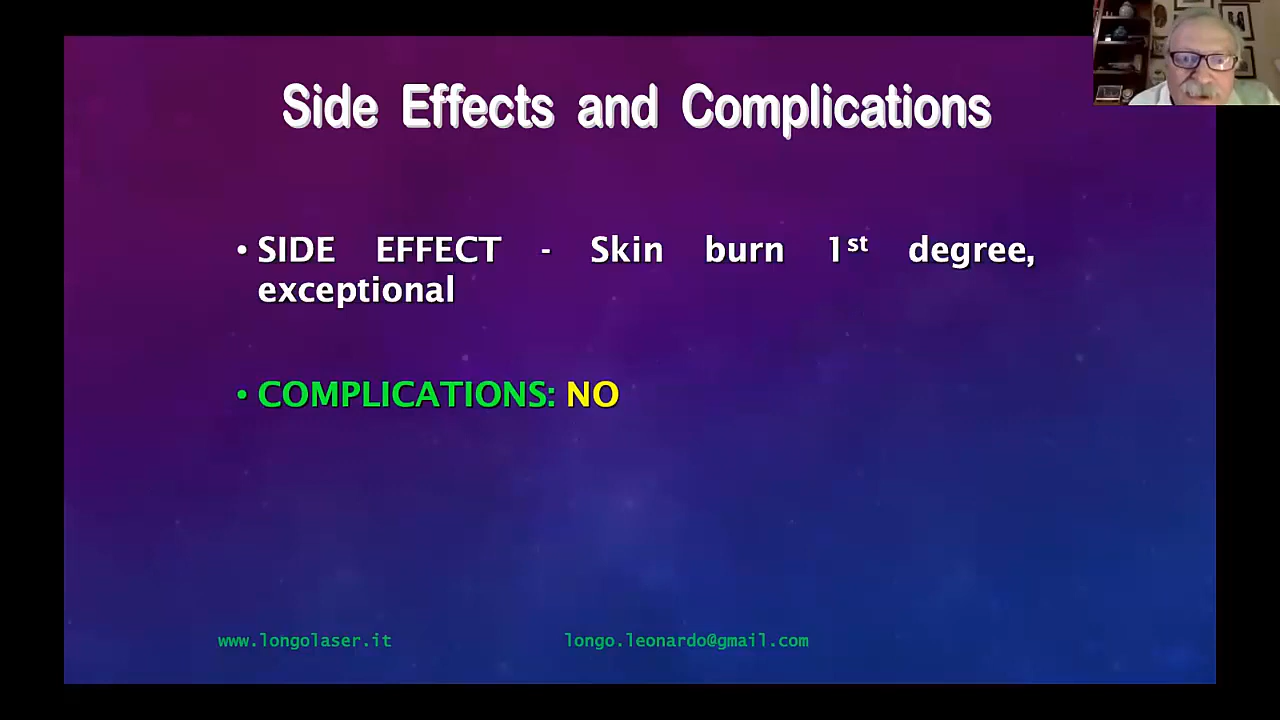 Side Effects and Complications
• SIDE EFFECT - Skin burn 1st degree,
exceptional
• COMPLICATIONS: NO
www.longolaser.it
longo.leonardo@gmail.com